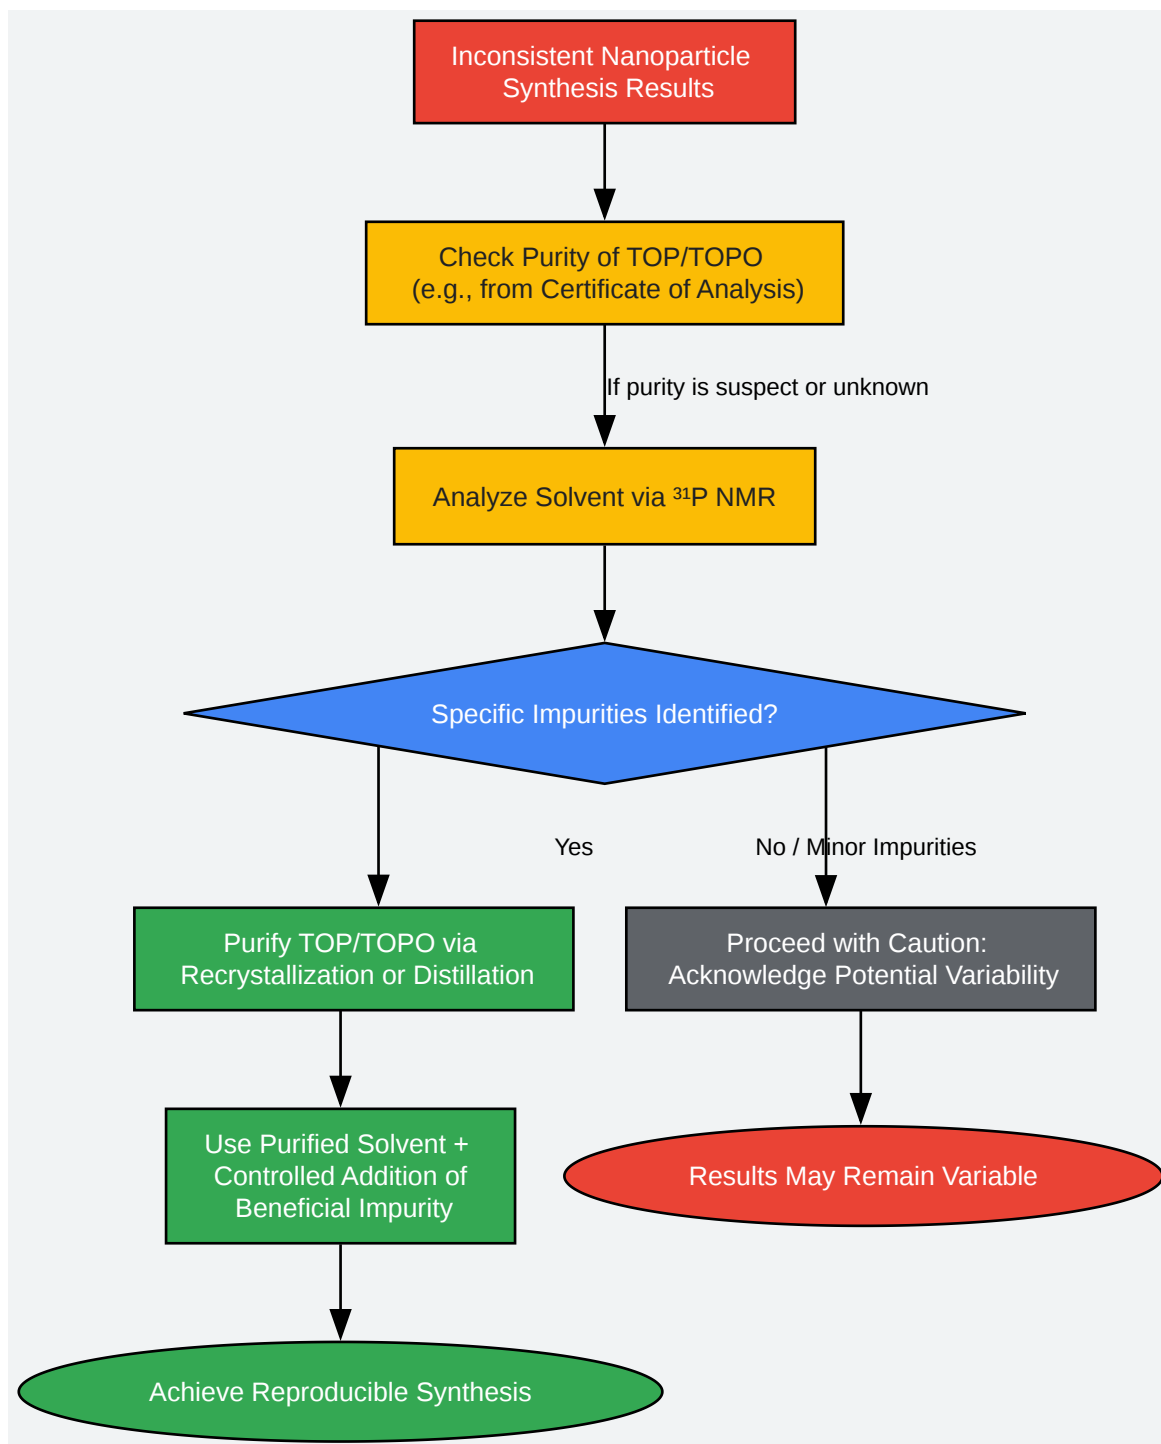 Inconsistent Nanoparticle
Synthesis Results
Check Purity of TOP/TOPO
(e.g., from Certificate of Analysis)
If purity is suspect or unknown
Analyze Solvent via ³¹P NMR
Specific Impurities Identified?
Yes
No / Minor Impurities
Purify TOP/TOPO via
Recrystallization or Distillation
Proceed with Caution:
Acknowledge Potential Variability
Use Purified Solvent +
Controlled Addition of
Beneficial Impurity
Results May Remain Variable
Achieve Reproducible Synthesis